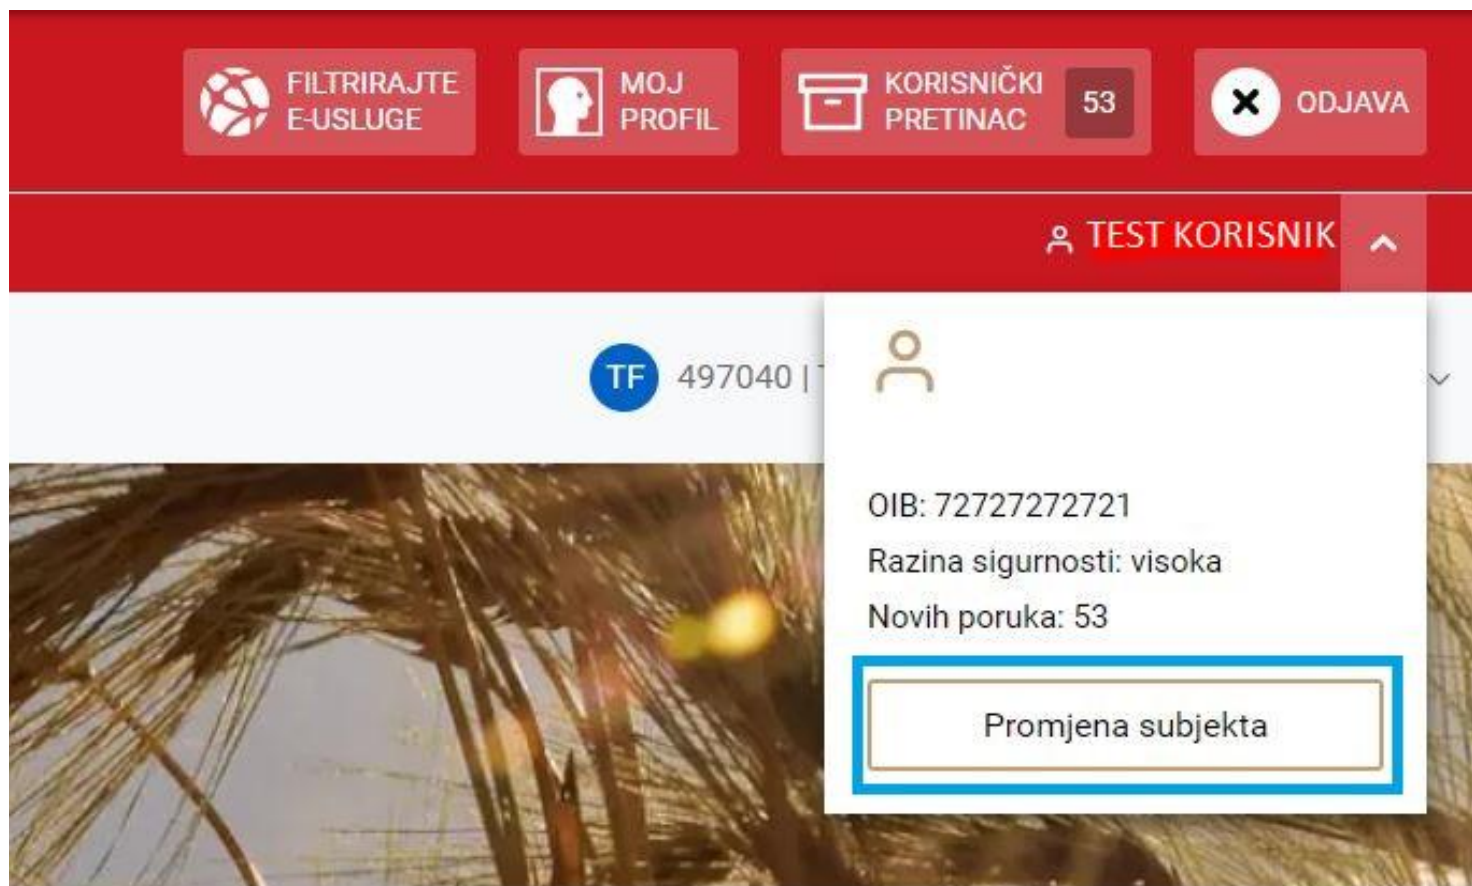 FILTRIRAJTE
E-USLUGE
MOJ
PROFIL
KORISNIČKI
PRETINAC
53
ODJAVA
TEST KORISNIK
TF
497040 |
OIB: 72727272721
Razina sigurnosti: visoka
Novih poruka: 53
Promjena subjekta